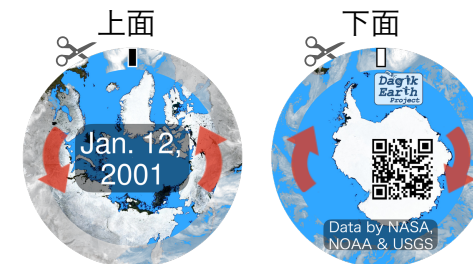 上面
下面
Jan. 12,
2001
Dagik
Earth
Project
Data by NASA,
NOAA & USGS